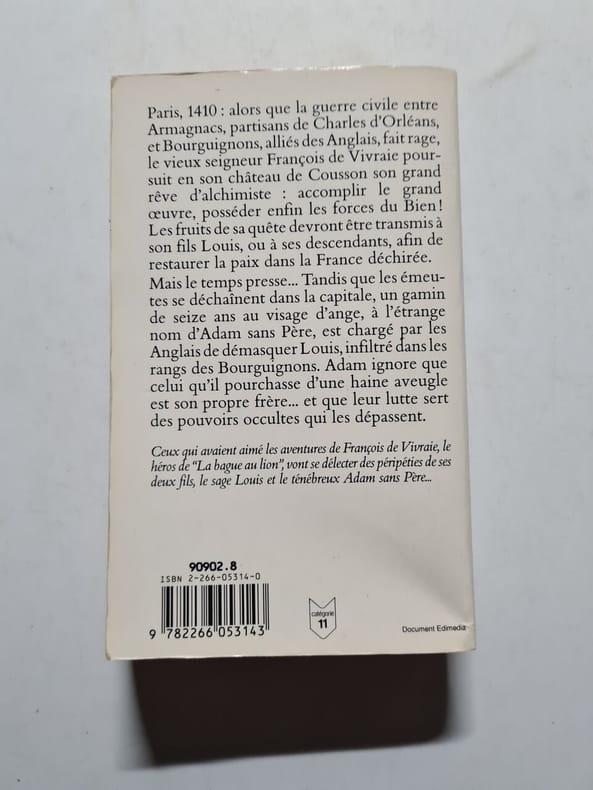 Paris, 1410 : alors que la guerre civile entre
Armagnacs, partisans de Charles d'Orléans,
et Bourguignons, alliés des Anglais, fait rage,
le vieux seigneur François de Vivraie pour-
suit en son château de Cousson son grand
rêve d'alchimiste : accomplir le grand
œuvre, posséder enfin les forces du Bien!
Les fruits de sa quête devront être transmis à
son fils Louis, ou à ses descendants, afin de
restaurer la paix dans la France déchirée.
Mais le temps presse... Tandis que les émeu-
tes se déchaînent dans la capitale, un gamin
de seize ans au visage d'ange, à l'étrange
nom d'Adam sans Père, est chargé par les
Anglais de démasquer Louis, infiltré dans les
rangs des Bourguignons. Adam ignore que
celui qu'il pourchasse d'une haine aveugle
est son propre frère... et que leur lutte sert
des pouvoirs occultes qui les dépassent.
Ceux qui avaient aimé les aventures de François de Vivraie, le
héros de "La bague au lion", vont se délecter des péripéties de ses
deux fils, le sage Louis et le ténébreux Adam sans Père...
90902.8
ISBN 2-266-05314-0
9 782266 053143
catégorie
11
Document Edimedia